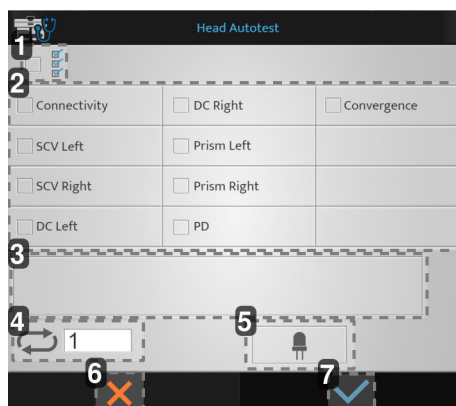 Head Autotest
1
2
Connectivity DC Right Convergence
SCV Left Prism Left
SCV Right Prism Right
DC Left PD
3
4 5
1
6 7